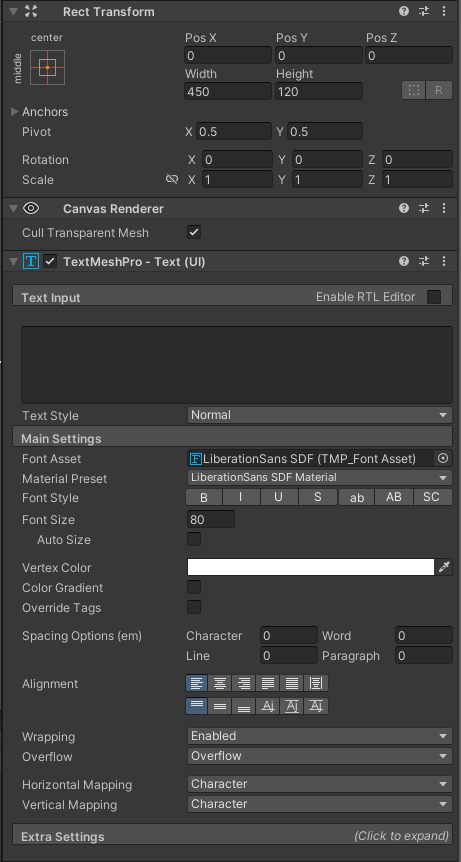 Rect Transform
center
middle
Pos X Pos Y Pos Z
0 0 0
Width Height
450 120
R
Anchors
Pivot X 0.5 Y 0.5
Rotation X 0 Y 0 Z 0
Scale X 1 Y 1 Z 1
Canvas Renderer
Cull Transparent Mesh
T TextMeshPro - Text (UI)
Text Input Enable RTL Editor
Text Style Normal
Main Settings
Font Asset F LiberationSans SDF (TMP_Font Asset)
Material Preset LiberationSans SDF Material
Font Style B I U S ab AB SC
Font Size 80
Auto Size
Vertex Color
Color Gradient
Override Tags
Spacing Options (em) Character 0 Word 0
Line 0 Paragraph 0
Alignment
Wrapping Enabled
Overflow Overflow
Horizontal Mapping Character
Vertical Mapping Character
Extra Settings (Click to expand)